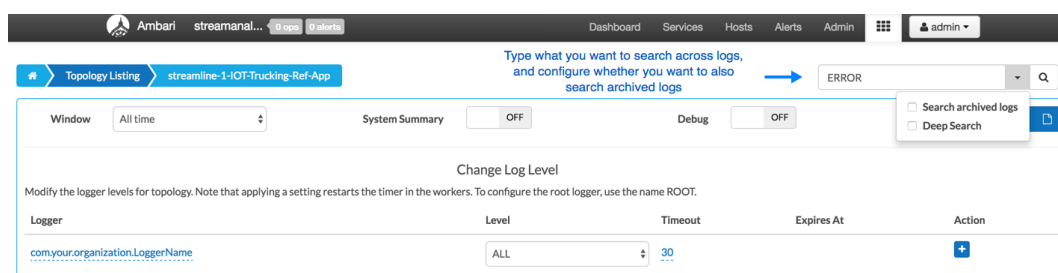 Ambari streamanal... 0 ops 0 alerts Dashboard Services Hosts Alerts Admin admin
Type what you want to search across logs,
and configure whether you want to also
search archived logs
Topology Listing streamline-1-IOT-Trucking-Ref-App
ERROR
Search archived logs
Deep Search
Window All time System Summary OFF Debug OFF
Change Log Level
Modify the logger levels for topology. Note that applying a setting restarts the timer in the workers. To configure the root logger, use the name ROOT.
Logger Level Timeout Expires At Action
com.your.organization.LoggerName ALL 30 +